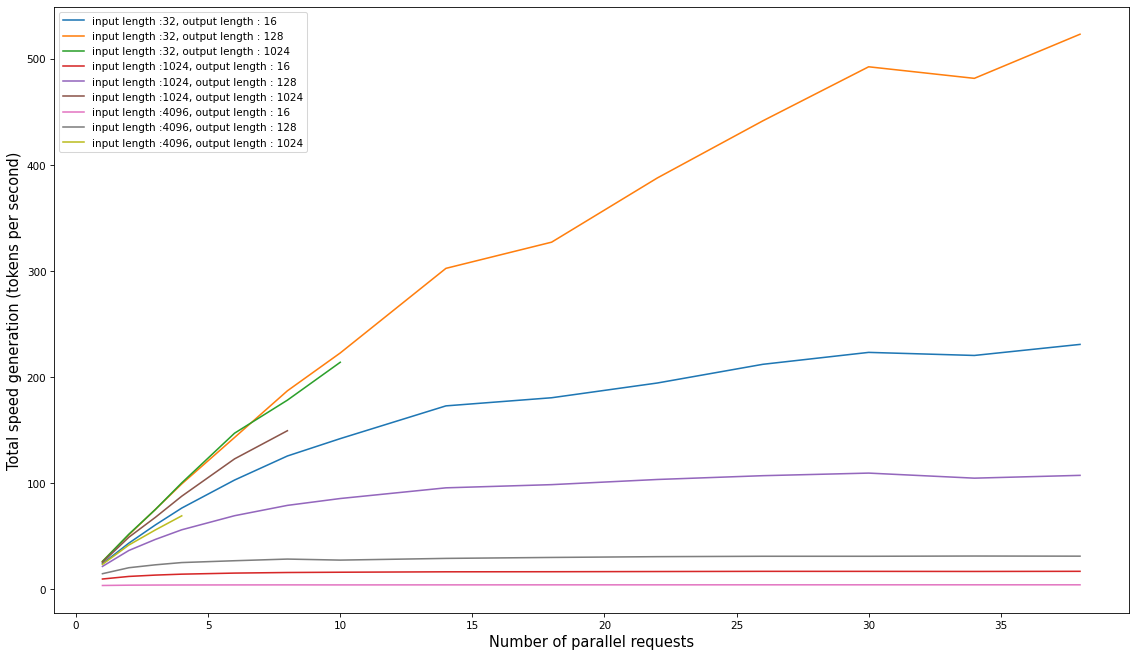 input length :32, output length : 16
input length :32, output length : 128
input length :32, output length : 1024
input length :1024, output length : 16
input length :1024, output length : 128
input length :1024, output length : 1024
input length :4096, output length : 16
input length :4096, output length : 128
input length :4096, output length : 1024
Total speed generation (tokens per second)
500
400
300
200
100
0
0 5 10 15 20 25 30 35
Number of parallel requests